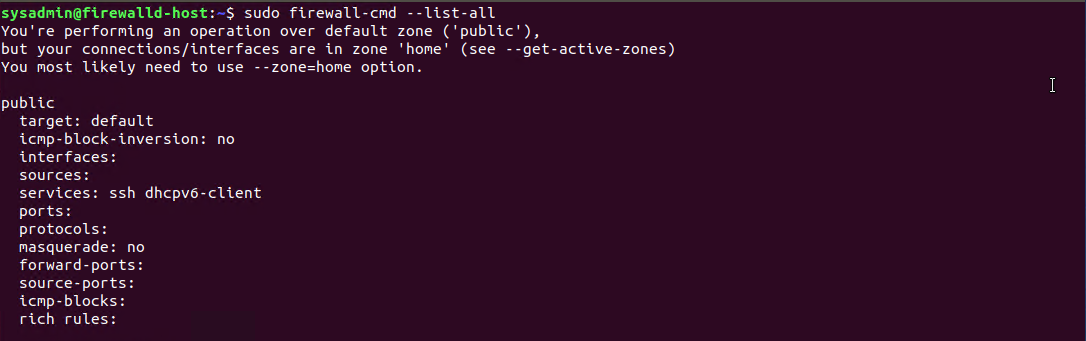 sysadmin@firewalld-host:~$ sudo firewall-cmd --list-all
You're performing an operation over default zone ('public'),
but your connections/interfaces are in zone 'home' (see --get-active-zones)
You most likely need to use --zone=home option.

public
  target: default
  icmp-block-inversion: no
  interfaces:
  sources:
  services: ssh dhcpv6-client
  ports:
  protocols:
  masquerade: no
  forward-ports:
  source-ports:
  icmp-blocks:
  rich rules: